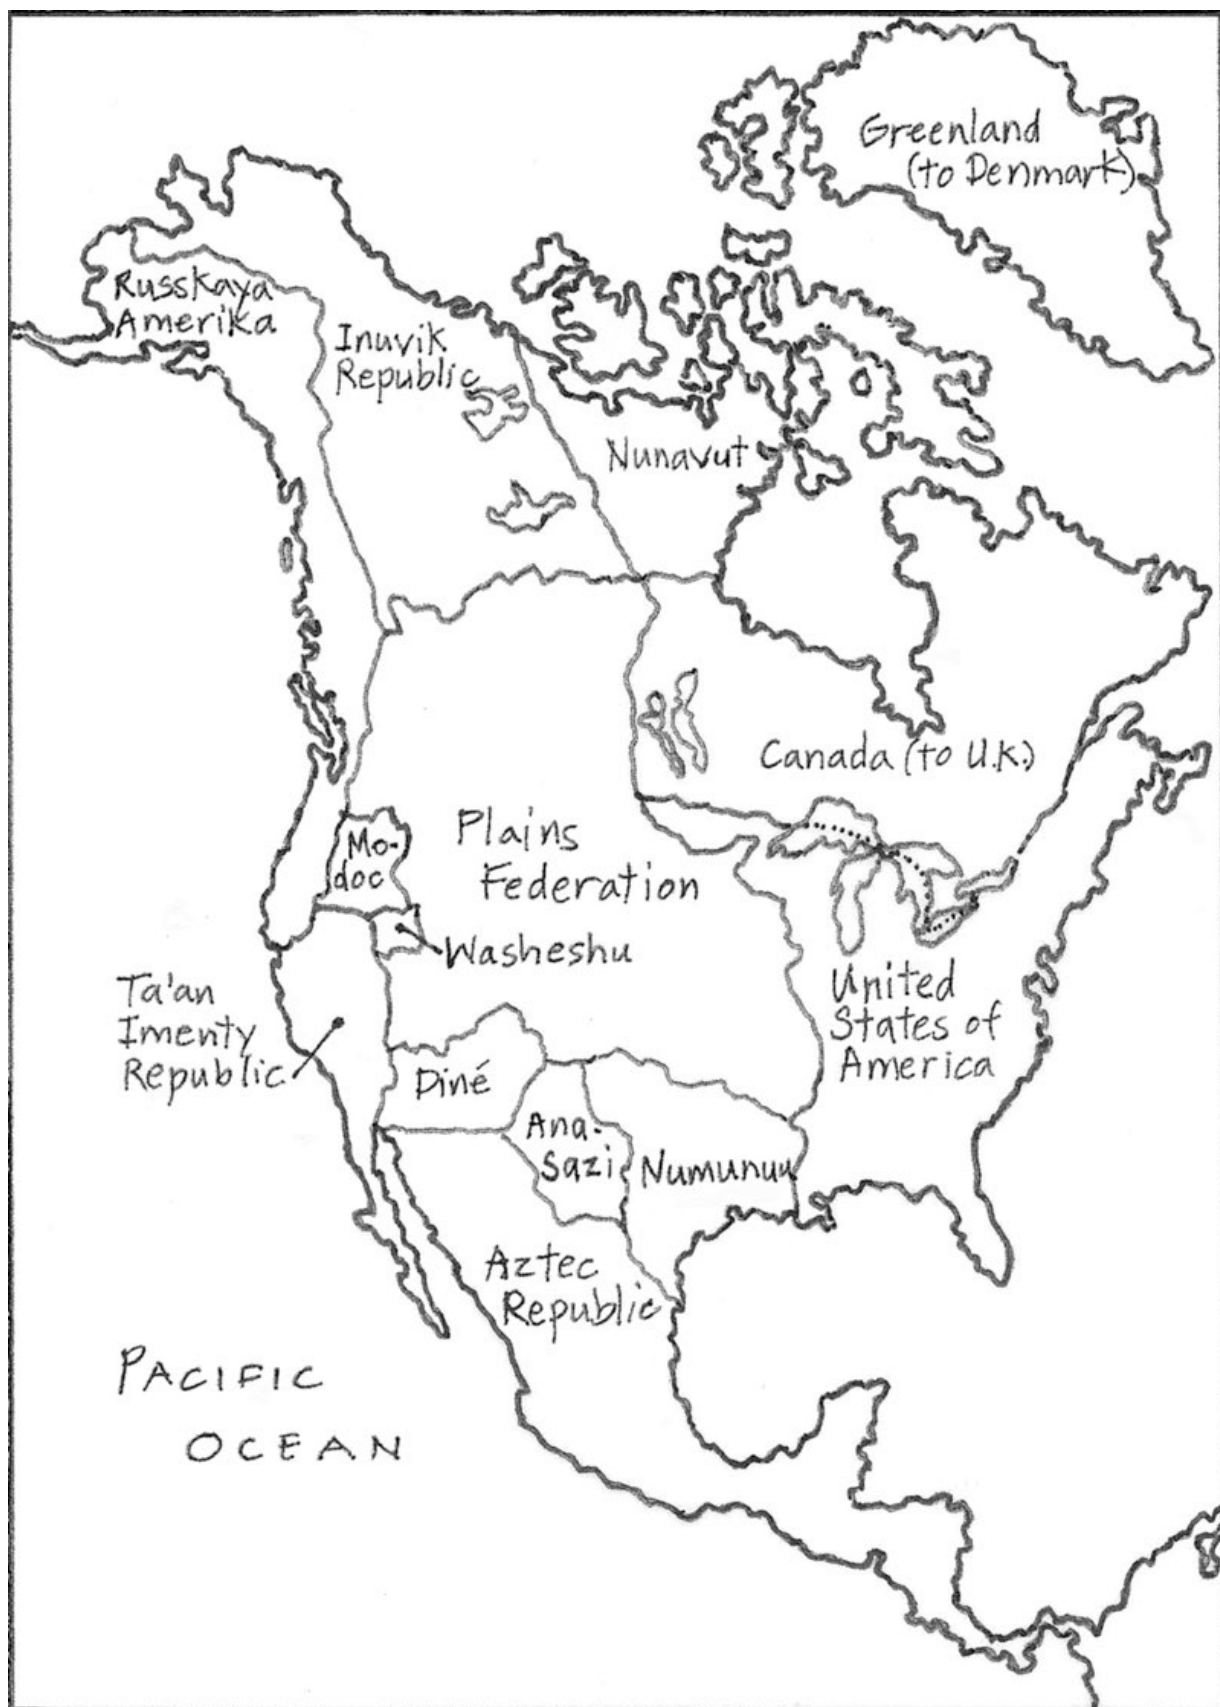 Greenland
(to Denmark)
Russkaya
Amerika
Inuvik
Republic
Nunavut
Canada (to U.K.)
Plains
Federation
Mo-
doc
Washeshu
Ta'an
Imenty
Republic
United
States of
America
Diné
Ana-
sazi
Numunuu
Aztec
Republic
PACIFIC
OCEAN